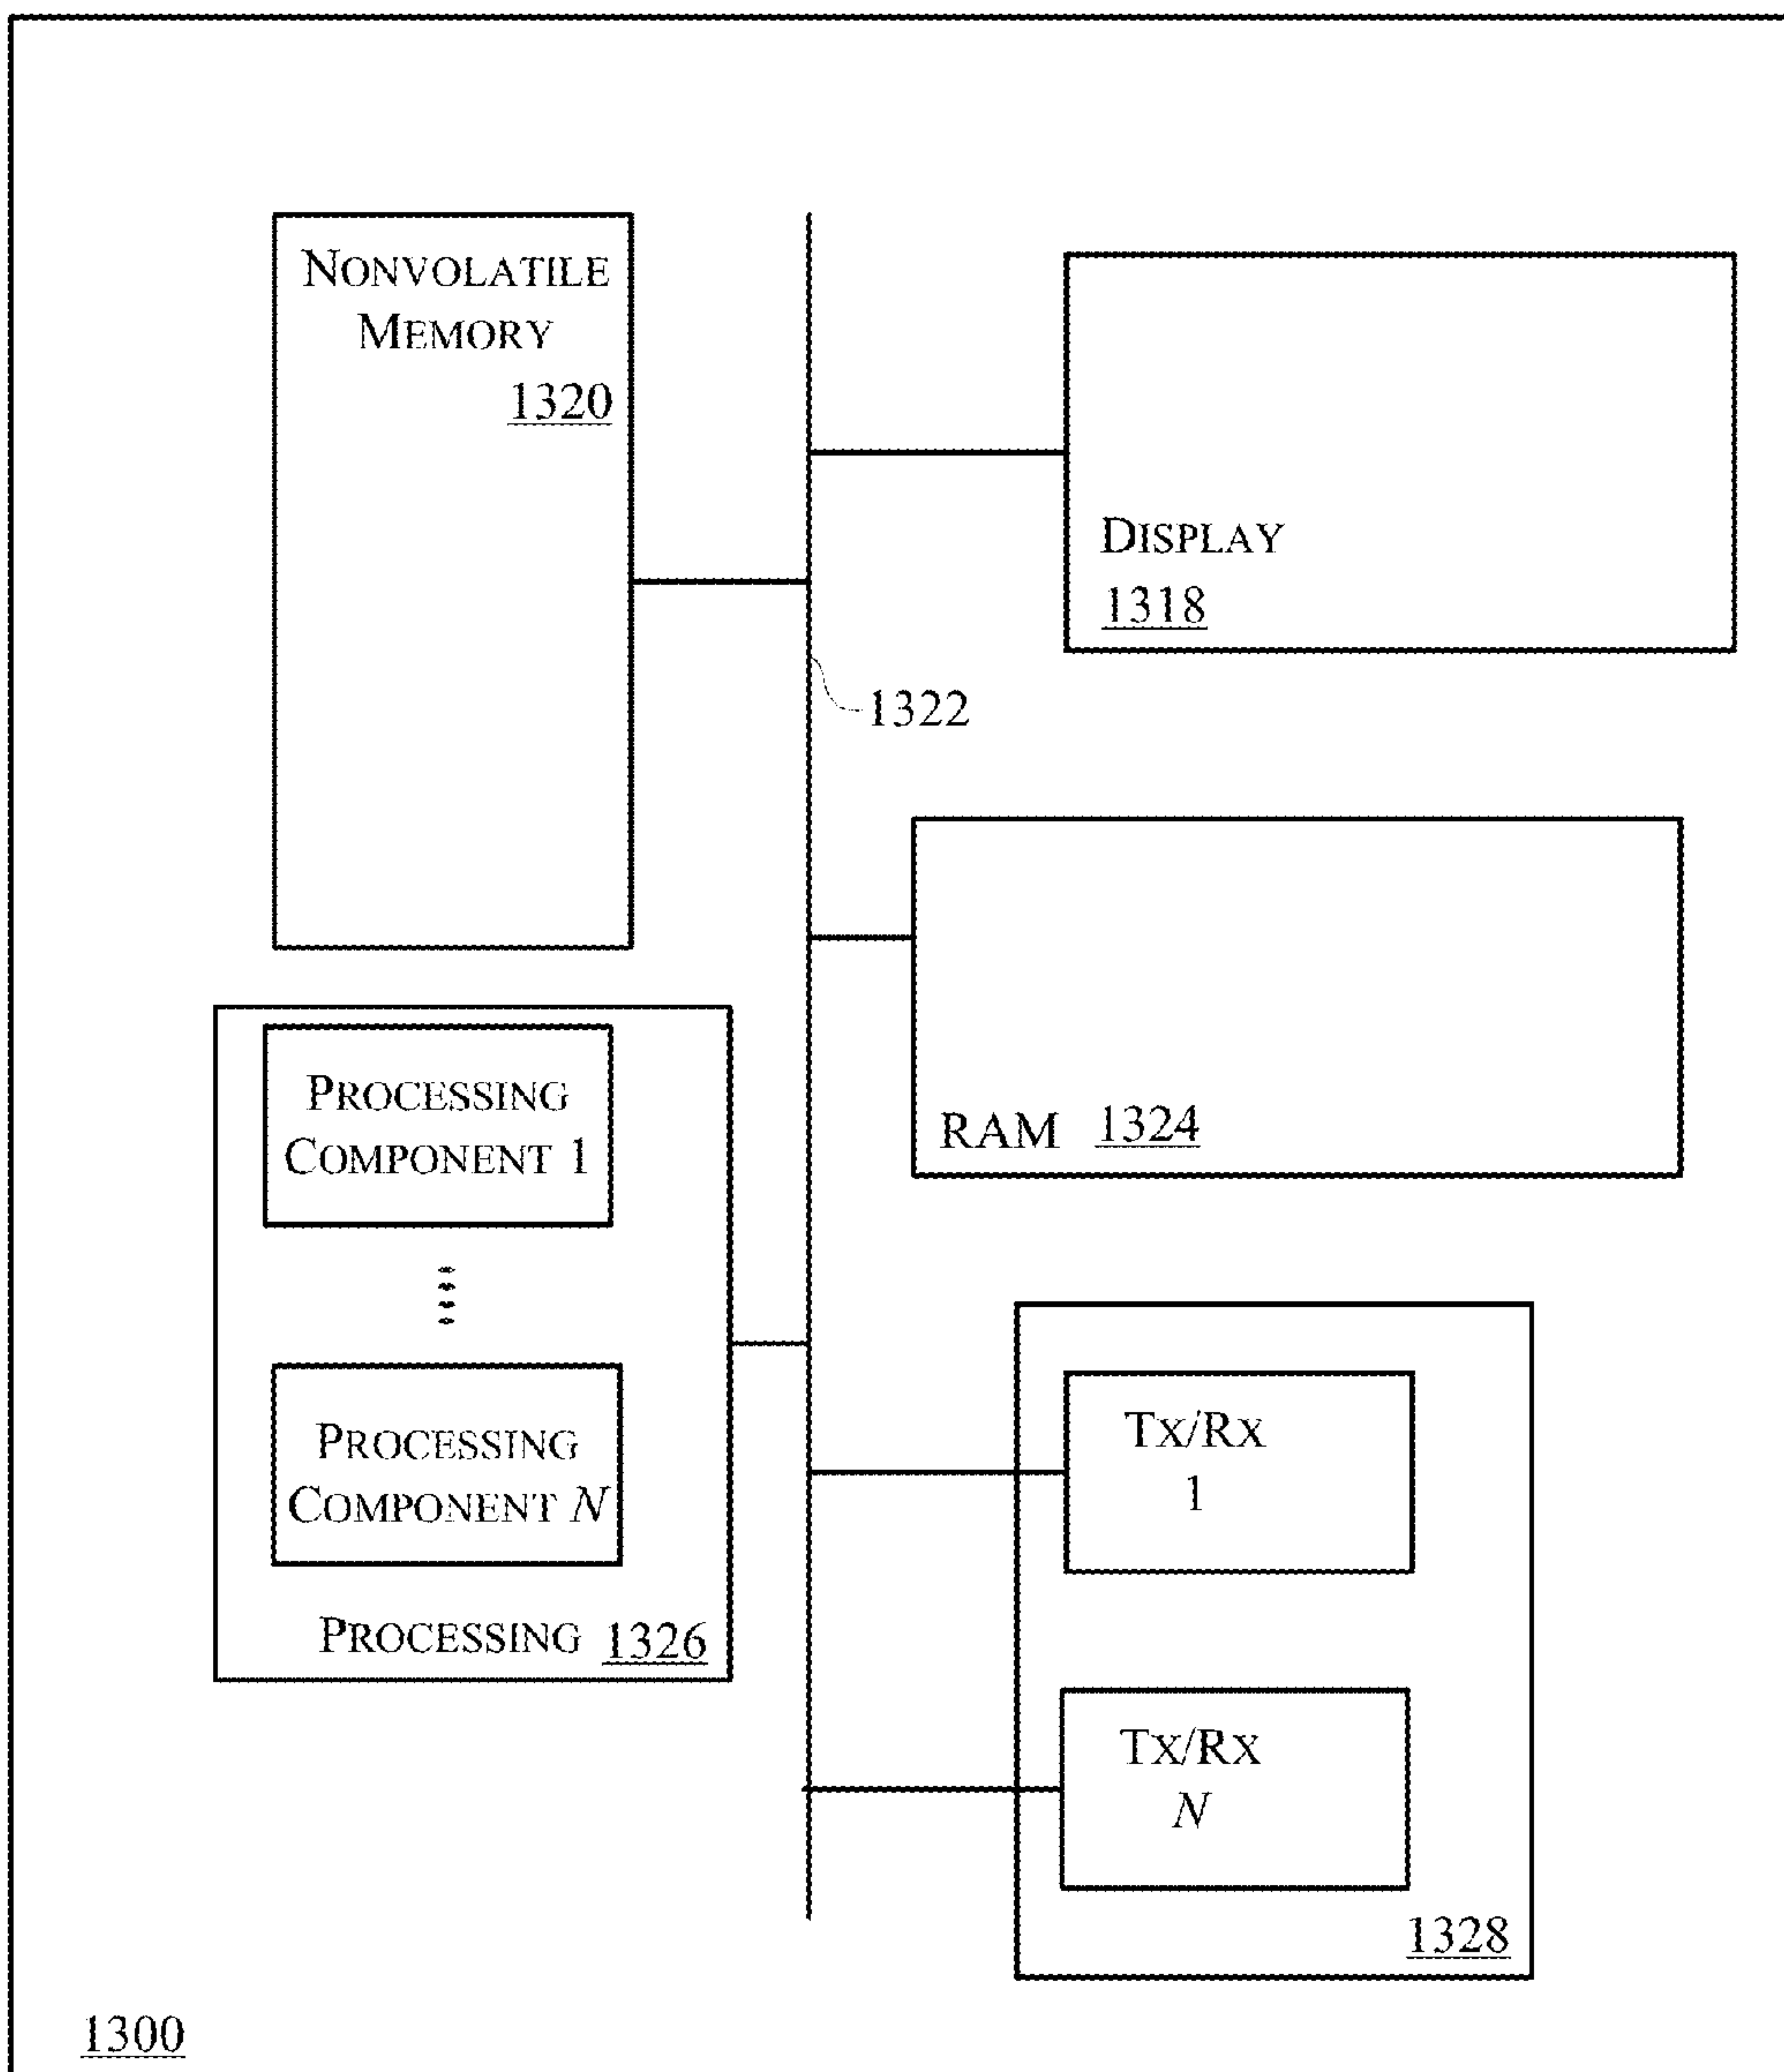 NONVOLATILE
MEMORY
1320
DISPLAY
1318
1322
RAM 1324
PROCESSING
COMPONENT 1
PROCESSING
COMPONENT N
PROCESSING 1326
TX/RX
1
TX/RX
N
1328
1300